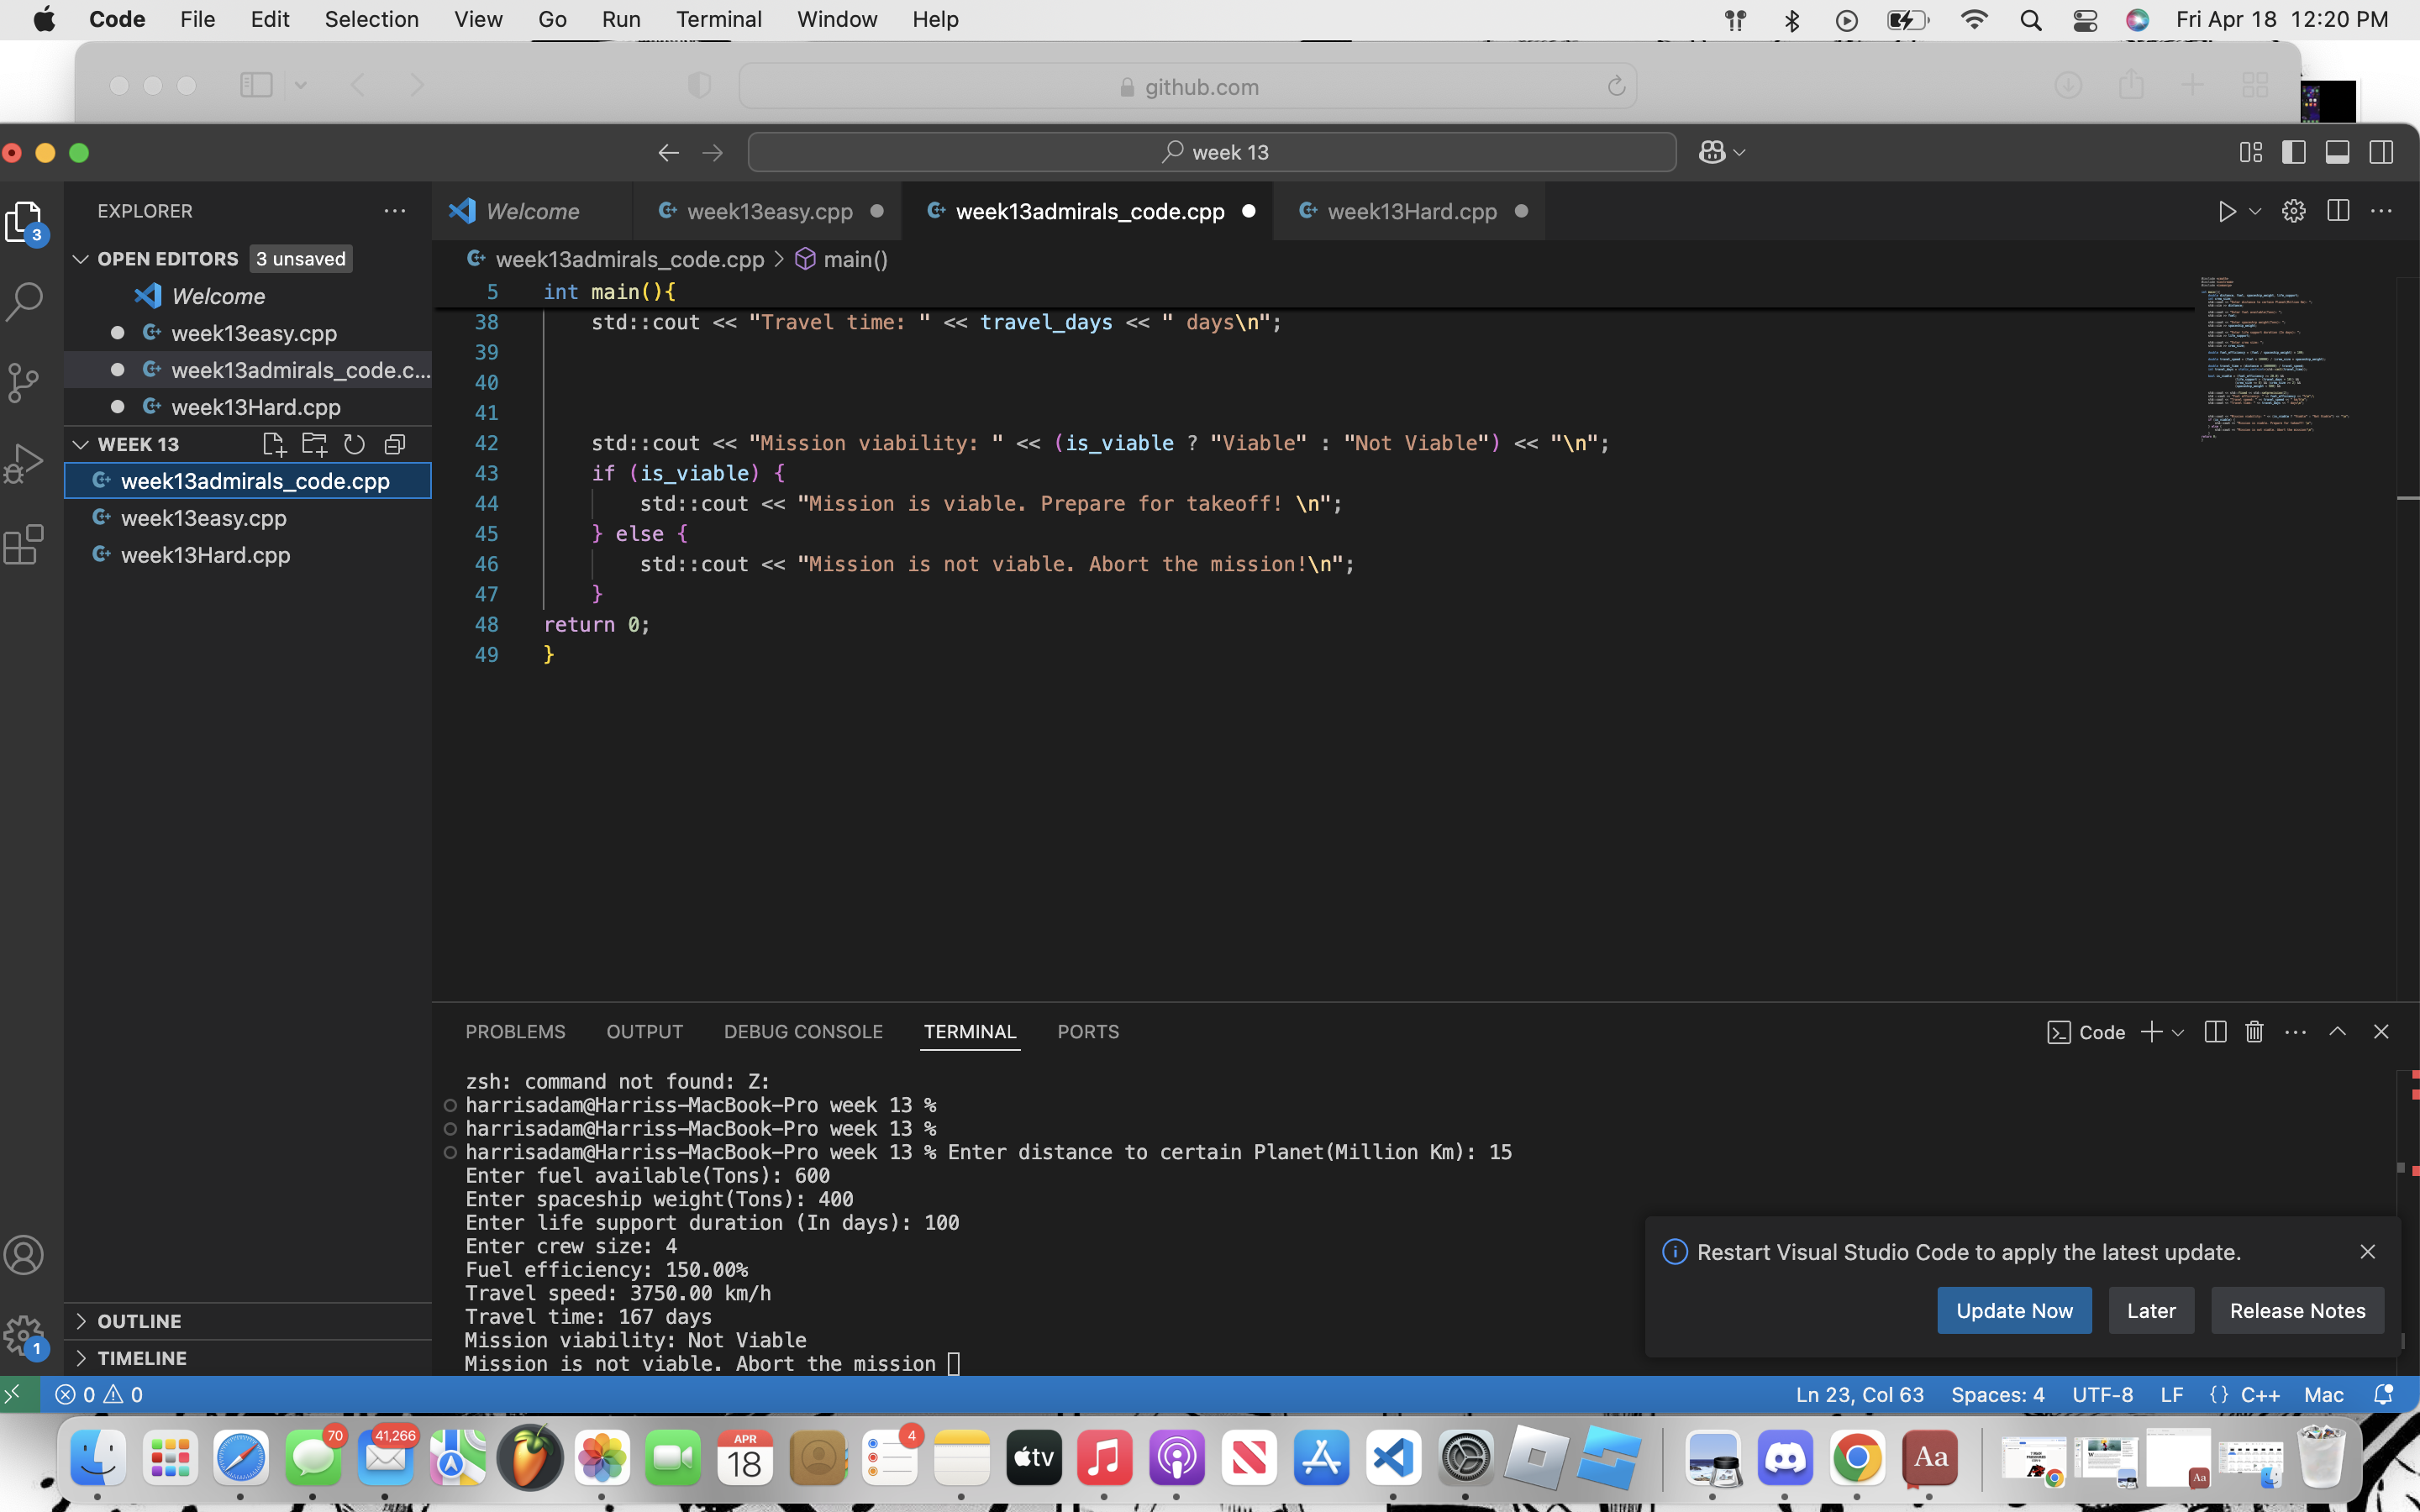 Code File Edit Selection View Go Run Terminal Window Help Fri Apr 18 12:20 PM
github.com
week 13
EXPLORER
Welcome week13easy.cpp week13admirals_code.cpp week13Hard.cpp
3
OPEN EDITORS 3 unsaved
Welcome
week13easy.cpp
week13admirals_code.c...
week13Hard.cpp
WEEK 13
week13admirals_code.cpp
week13easy.cpp
week13Hard.cpp
OUTLINE
TIMELINE
1
week13admirals_code.cpp > main()
5 int main(){
38 std::cout << "Travel time: " << travel_days << " days\n";
39
40
41
42 std::cout << "Mission viability: " << (is_viable ? "Viable" : "Not Viable") << "\n";
43 if (is_viable) {
44 std::cout << "Mission is viable. Prepare for takeoff! \n";
45 } else {
46 std::cout << "Mission is not viable. Abort the mission!\n";
47 }
48 return 0;
49 }
PROBLEMS OUTPUT DEBUG CONSOLE TERMINAL PORTS Code
zsh: command not found: Z:
harrisadam@Harriss-MacBook-Pro week 13 %
harrisadam@Harriss-MacBook-Pro week 13 %
harrisadam@Harriss-MacBook-Pro week 13 % Enter distance to certain Planet(Million Km): 15
Enter fuel available(Tons): 600
Enter spaceship weight(Tons): 400
Enter life support duration (In days): 100
Enter crew size: 4
Fuel efficiency: 150.00%
Travel speed: 3750.00 km/h
Travel time: 167 days
Mission viability: Not Viable
Mission is not viable. Abort the mission
Restart Visual Studio Code to apply the latest update.
Update Now Later Release Notes
0 0 Ln 23, Col 63 Spaces: 4 UTF-8 LF {} C++ Mac
70 41,266 APR 18 4 tv Aa